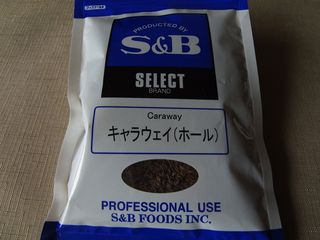 PRODUCED BY
S&B
SELECT
BRAND
Caraway
キャラウェイ(ホール)
PROFESSIONAL USE
S&B FOODS INC.